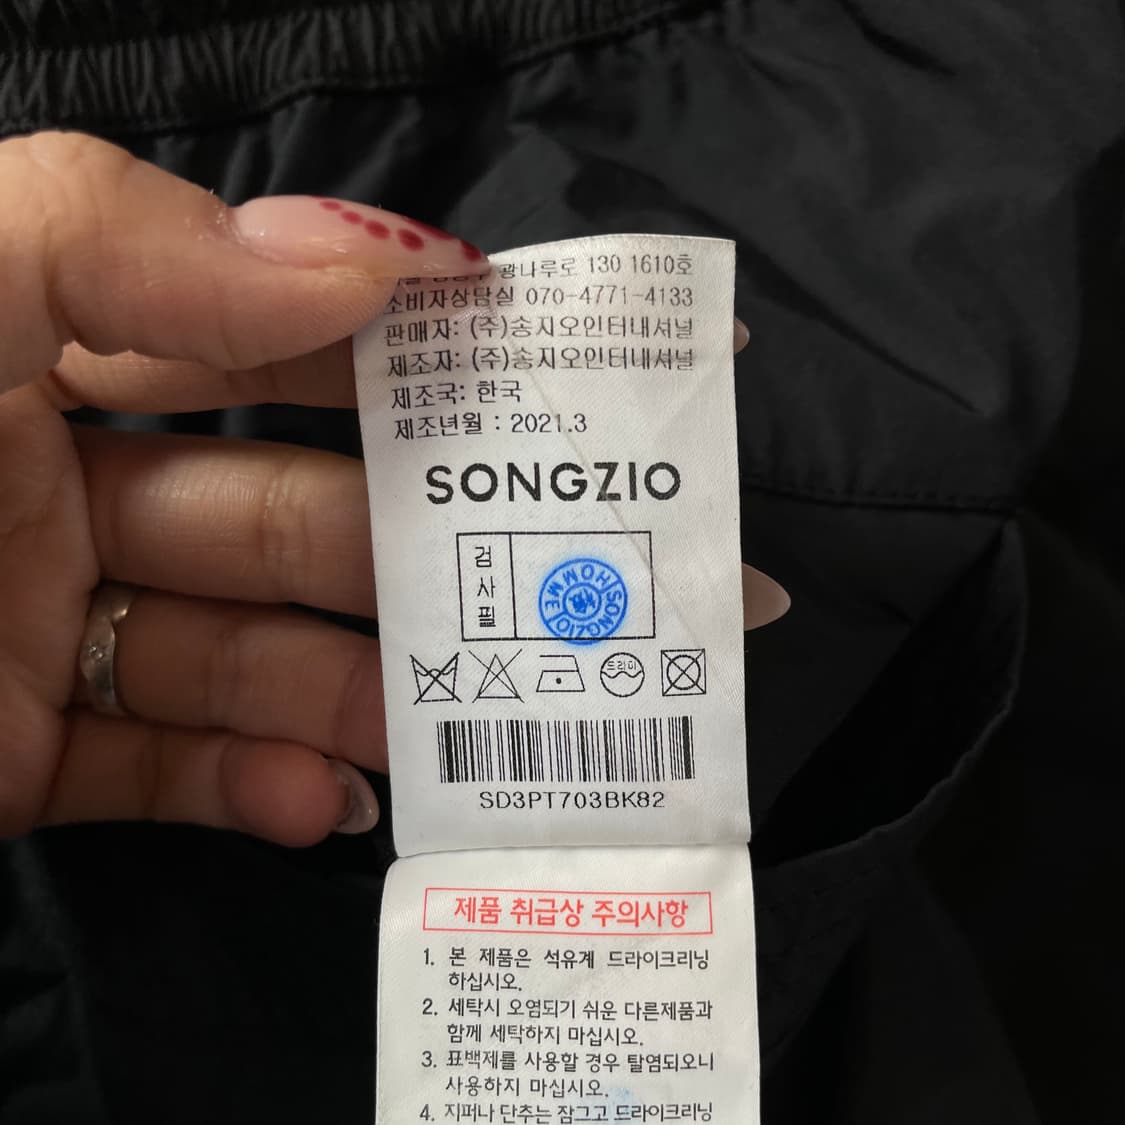 광나루로 130 1610호
소비자상담실 070-4771-4133
판매자: (주)송지오인터내셔널
제조자: (주)송지오인터내셔널
제조국: 한국
제조년월 : 2021.3
SONGZIO
검사필
SONGZIO HOMME
드라이
SD3PT703BK82
제품 취급상 주의사항
1. 본 제품은 석유계 드라이크리닝
하십시오.
2. 세탁시 오염되기 쉬운 다른제품과
함께 세탁하지 마십시오.
3. 표백제를 사용할 경우 탈염되오니
사용하지 마십시오.
4. 지퍼나 단추는 잠그고 드라이크리닝